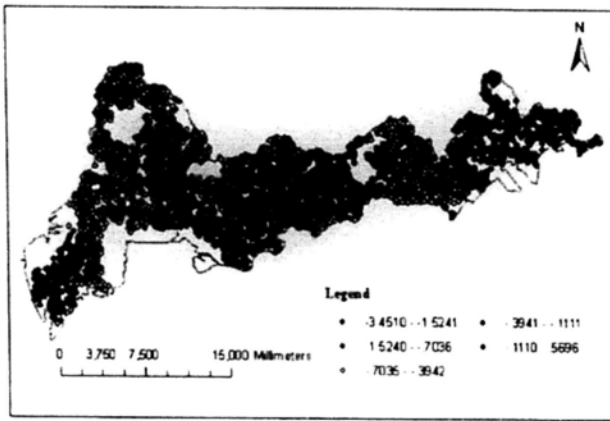 N
Legend
-3.4510 - -1.5241
-.3941 - .1111
-1.5240 - -.7036
.1110 - .5696
-.7035 - -.3942
0 3,750 7,500 15,000 Millimeters